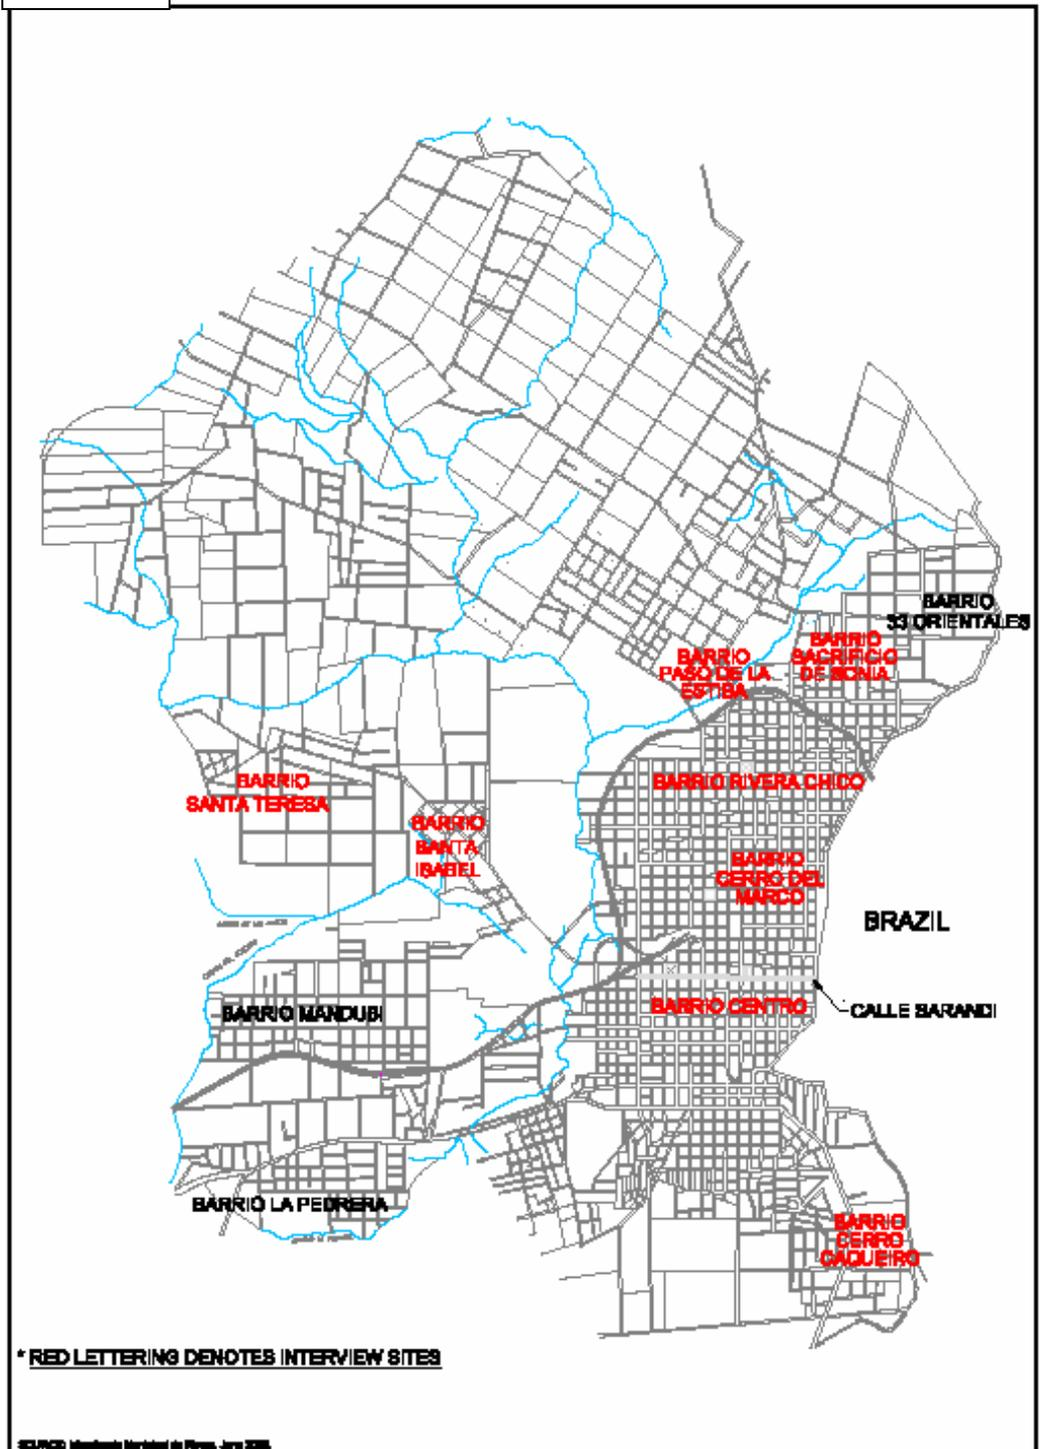 BARRIO
33 ORIENTALES
BARRIO
SACRIFICIO
DE SONIA
BARRIO
PASO DE LA
ESTIBA
BARRIO RIVERA CHICO
BARRIO
SANTA TERESA
BARRIO
SANTA
ISABEL
BARRIO
CERRO DEL
MARCO
BRAZIL
BARRIO CENTRO
CALLE SARANDI
BARRIO MANDUBI
BARRIO LA PEDRERA
BARRIO
CERRO
CAQUEIRO
* RED LETTERING DENOTES INTERVIEW SITES